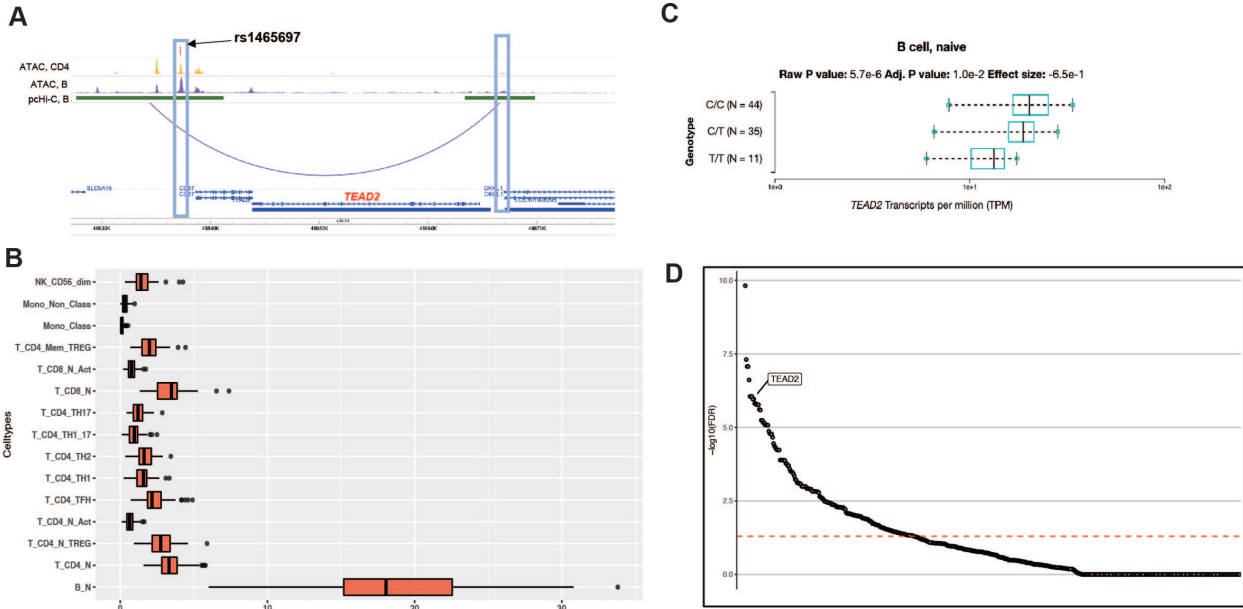 A
rs1465697
ATAC, CD4
ATAC, B
pcHi-C, B
SLC6A16
TEAD2
B
Celltypes
NK_CD56_dim
Mono_Non_Class
Mono_Class
T_CD4_Mem_TREG
T_CD8_N_Act
T_CD8_N
T_CD4_TH17
T_CD4_TH1_17
T_CD4_TH2
T_CD4_TH1
T_CD4_TFH
T_CD4_N_Act
T_CD4_N_TREG
T_CD4_N
B_N
0 10 20 30
C
B cell, naive
Raw P value: 5.7e-6 Adj. P value: 1.0e-2 Effect size: -6.5e-1
Genotype
C/C (N = 44)
C/T (N = 35)
T/T (N = 11)
1e+0 1e+1 1e+2
TEAD2 Transcripts per million (TPM)
D
−log10(FDR)
10.0
7.5
TEAD2
5.0
2.5
0.0